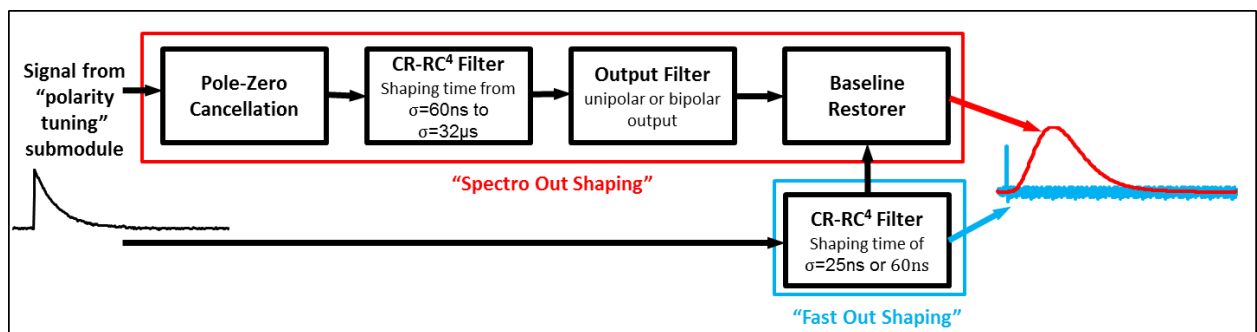 Signal from
“polarity
tuning”
submodule
Pole-Zero
Cancellation
CR-RC⁴ Filter
Shaping time from
σ=60ns to
σ=32µs
Output Filter
unipolar or bipolar
output
Baseline
Restorer
“Spectro Out Shaping”
CR-RC⁴ Filter
Shaping time of
σ=25ns or 60ns
“Fast Out Shaping”